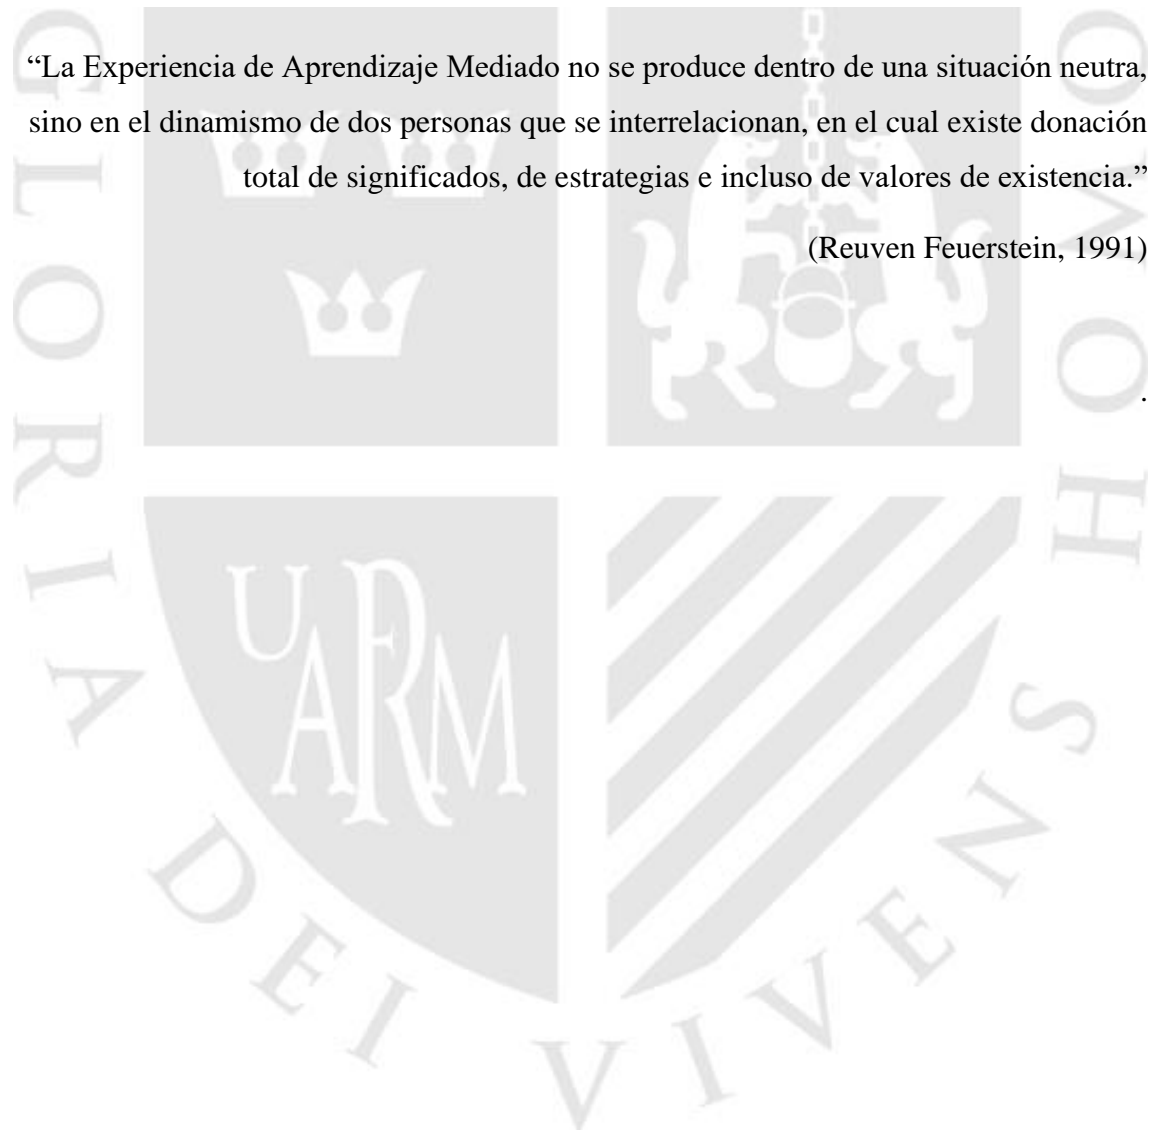 “La Experiencia de Aprendizaje Mediado no se produce dentro de una situación neutra,
sino en el dinamismo de dos personas que se interrelacionan, en el cual existe donación
total de significados, de estrategias e incluso de valores de existencia.”
(Reuven Feuerstein, 1991)
.
GLORIA DEI VIVENS HOMO
UARM